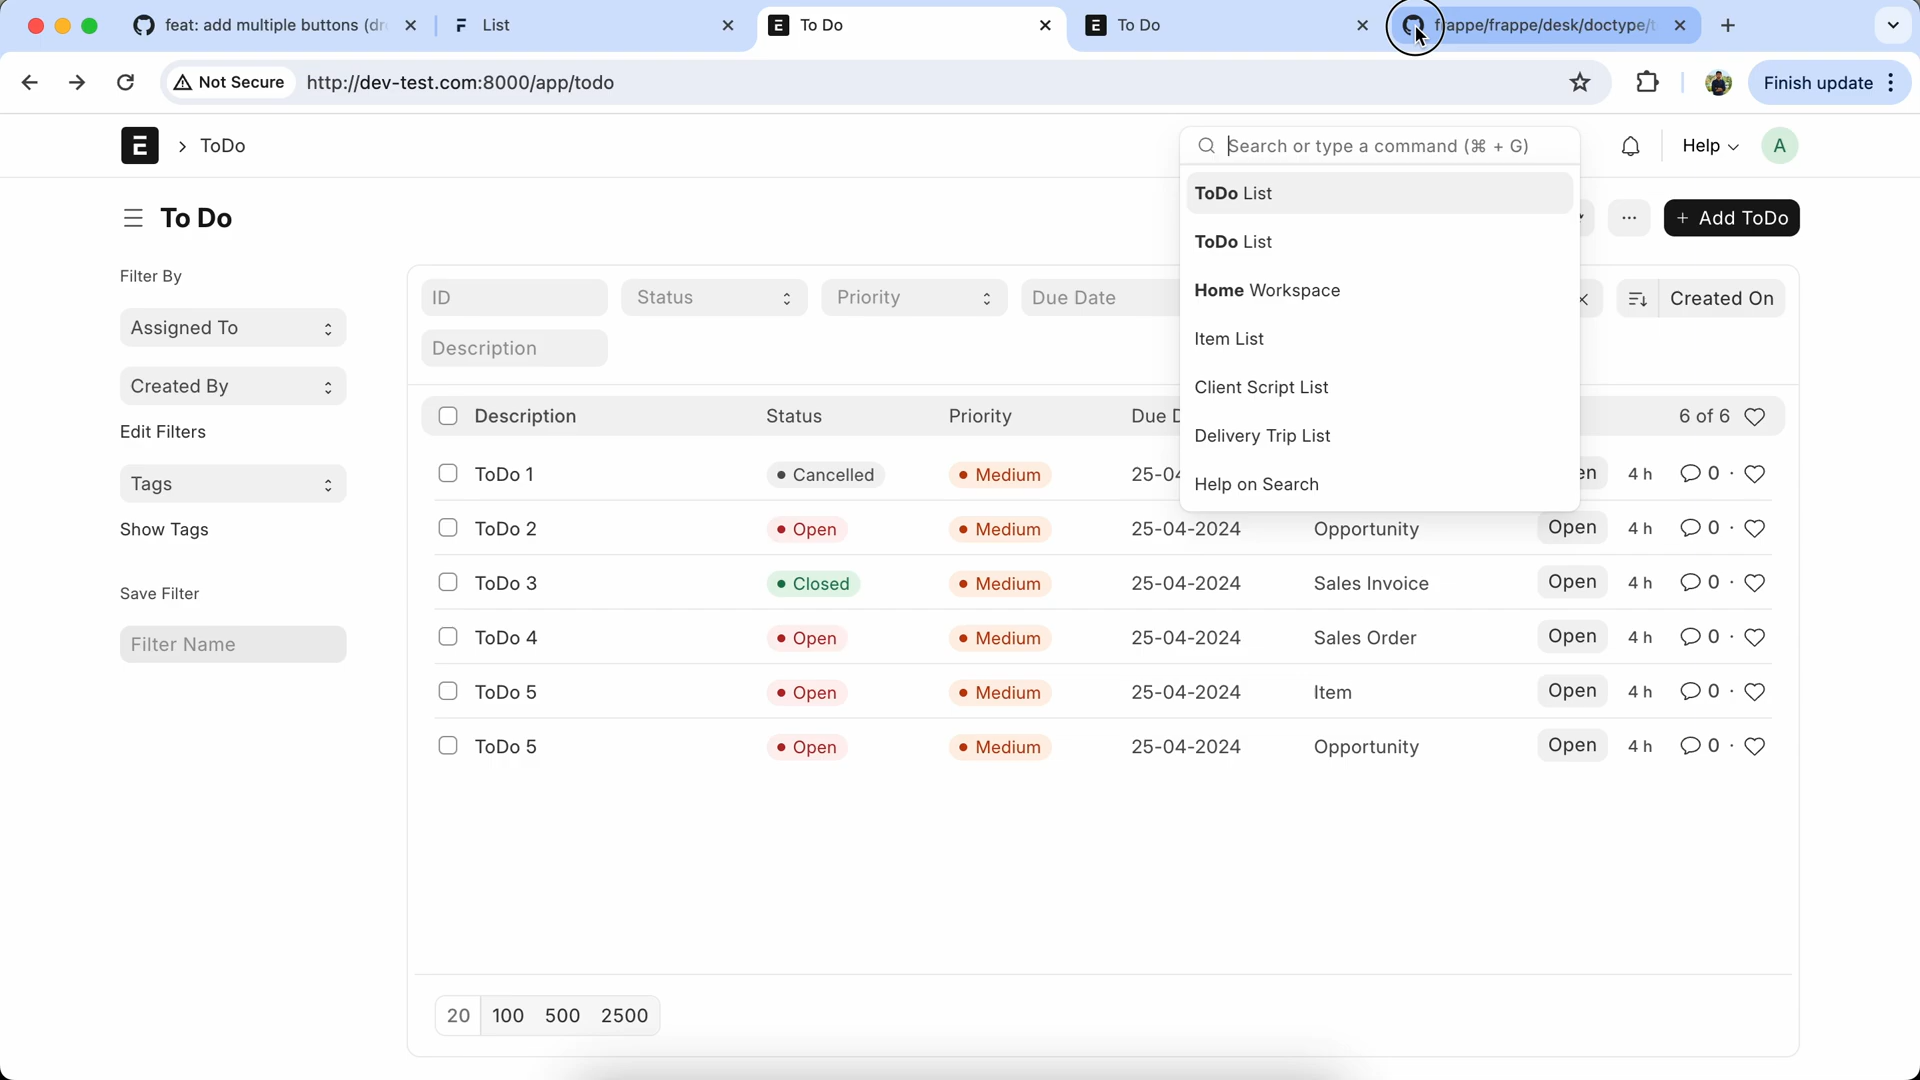 feat: add multiple buttons (dr
List
To Do
To Do
frappe/frappe/desk/doctype/t
Not Secure
http://dev-test.com:8000/app/todo
Finish update
E
ToDo
Search or type a command (⌘ + G)
Help
A
ToDo List
ToDo List
Home Workspace
Item List
Client Script List
Delivery Trip List
Help on Search
To Do
+ Add ToDo
Filter By
Assigned To
Created By
Edit Filters
Tags
Show Tags
Save Filter
Filter Name
ID
Status
Priority
Due Date
Created On
Description
Description Status Priority Due D 6 of 6
ToDo 1 Cancelled Medium 25-04 en 4 h 0
ToDo 2 Open Medium 25-04-2024 Opportunity Open 4 h 0
ToDo 3 Closed Medium 25-04-2024 Sales Invoice Open 4 h 0
ToDo 4 Open Medium 25-04-2024 Sales Order Open 4 h 0
ToDo 5 Open Medium 25-04-2024 Item Open 4 h 0
ToDo 5 Open Medium 25-04-2024 Opportunity Open 4 h 0
20 100 500 2500